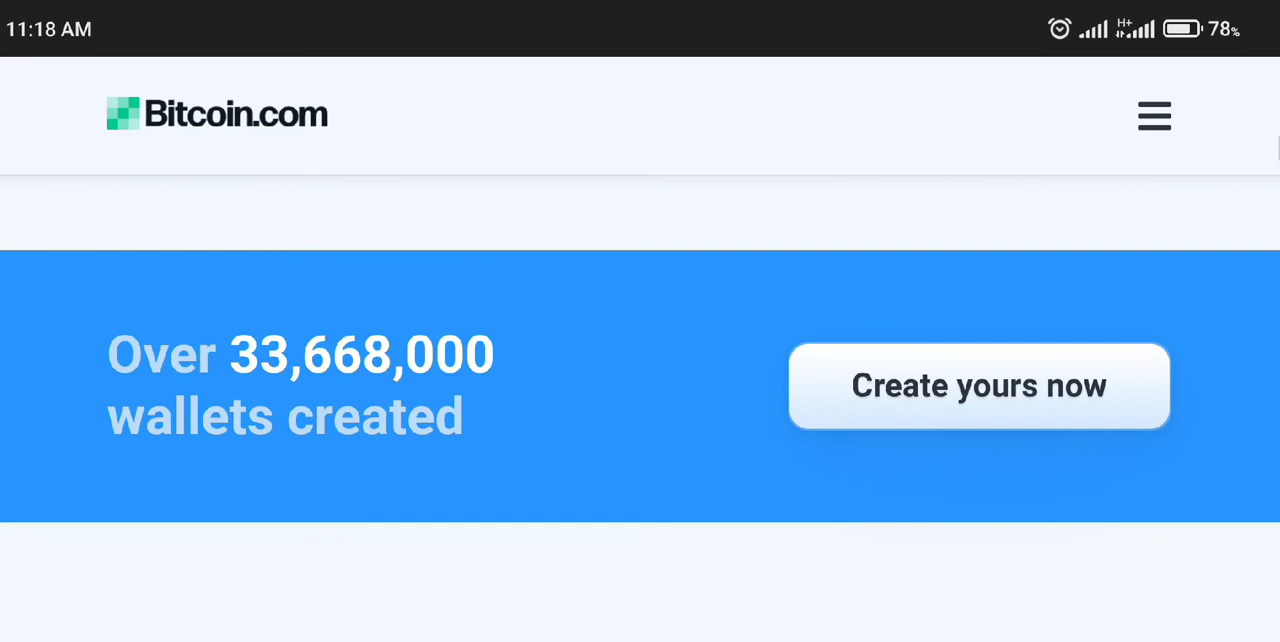 11:18 AM
H+
78%
Bitcoin.com
Over 33,668,000
wallets created
Create yours now